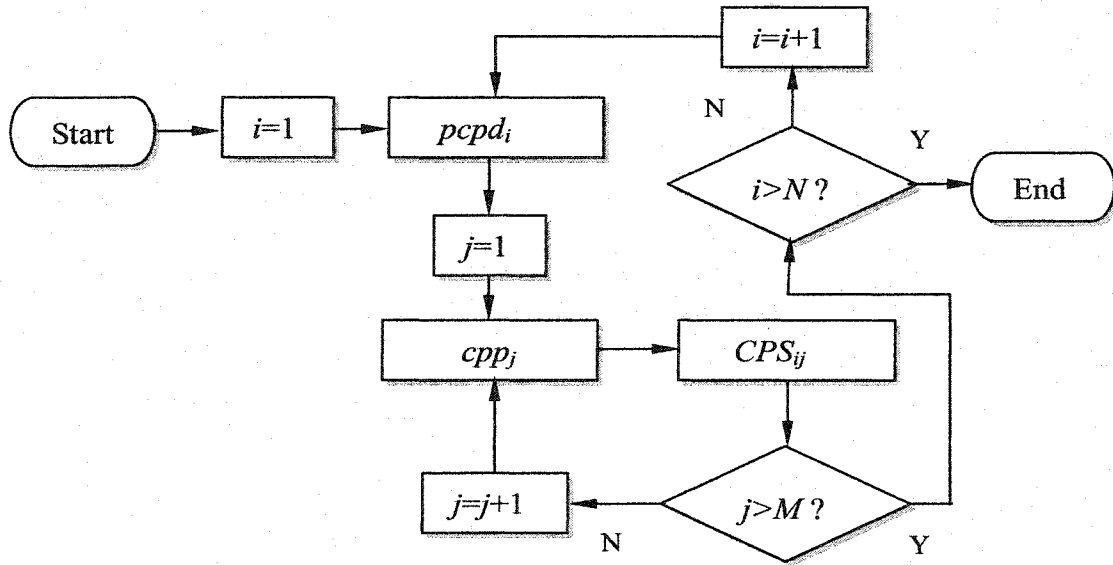 Start
i=1
pcpd_i
j=1
cpp_j
CPS_ij
j>M?
N
j=j+1
Y
i>N?
N
i=i+1
Y
End